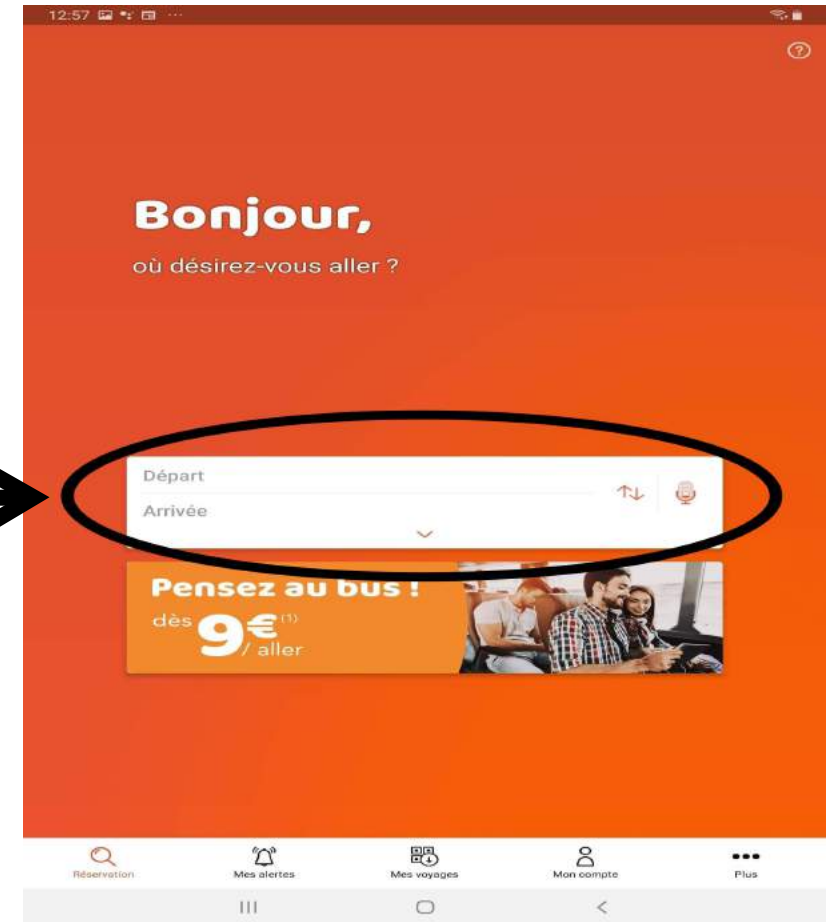 12:57
Bonjour,
où désirez-vous aller ?
Départ
Arrivée
Pensez au bus !
dès 9€(1)
/ aller
Réservation
Mes alertes
Mes voyages
Mon compte
Plus